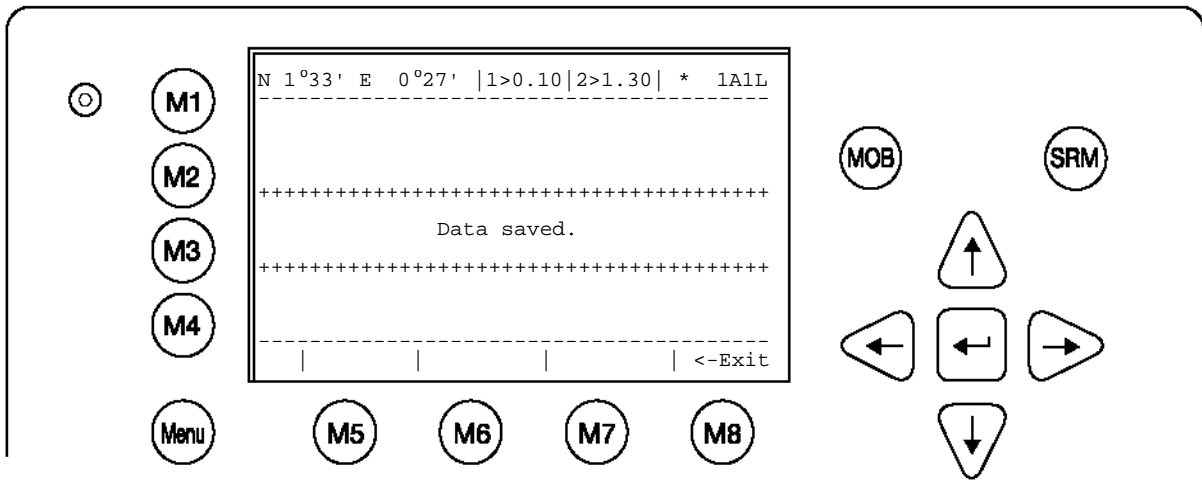 M1
M2
M3
M4
Menu
N 1°33' E 0°27' |1>0.10|2>1.30| * 1A1L
----------------------------------------
++++++++++++++++++++++++++++++++++++++++
Data saved.
++++++++++++++++++++++++++++++++++++++++
----------------------------------------
| | | | <-Exit
M5 M6 M7 M8
MOB SRM